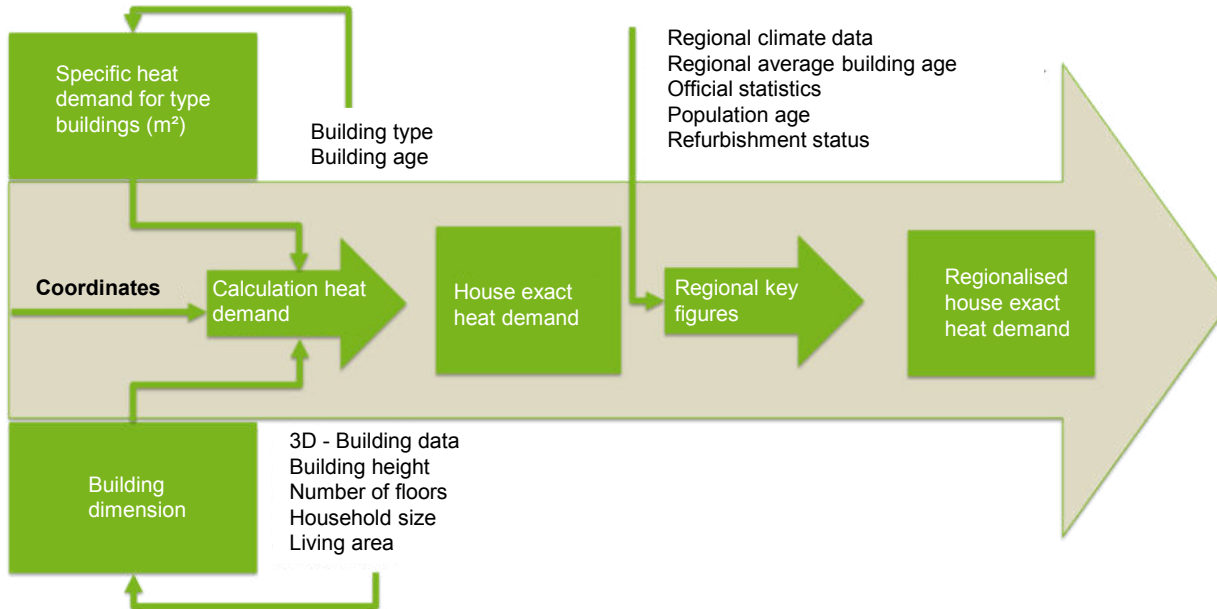 Specific heat
demand for type
buildings (m²)
Building type
Building age
Regional climate data
Regional average building age
Official statistics
Population age
Refurbishment status
Coordinates
Calculation heat
demand
House exact
heat demand
Regional key
figures
Regionalised
house exact
heat demand
Building
dimension
3D - Building data
Building height
Number of floors
Household size
Living area